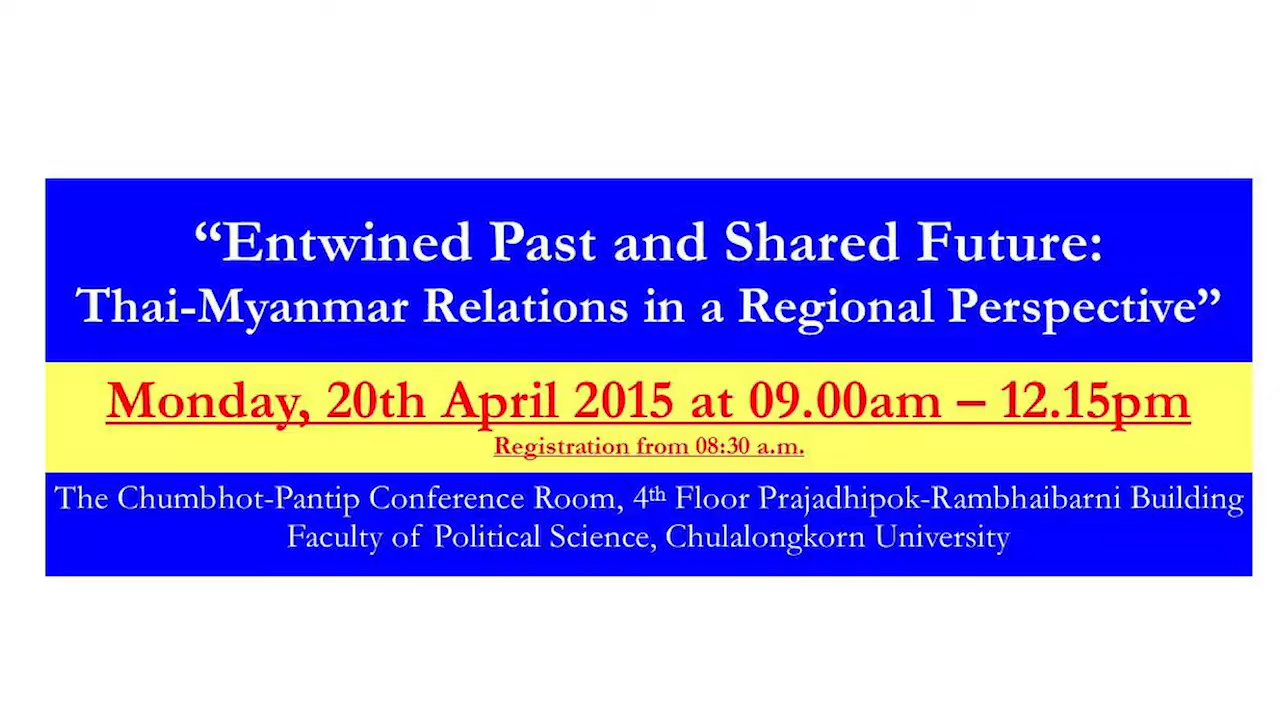 “Entwined Past and Shared Future:
Thai-Myanmar Relations in a Regional Perspective”
Monday, 20th April 2015 at 09.00am – 12.15pm
Registration from 08:30 a.m.
The Chumbhot-Pantip Conference Room, 4th Floor Prajadhipok-Rambhaibarni Building
Faculty of Political Science, Chulalongkorn University